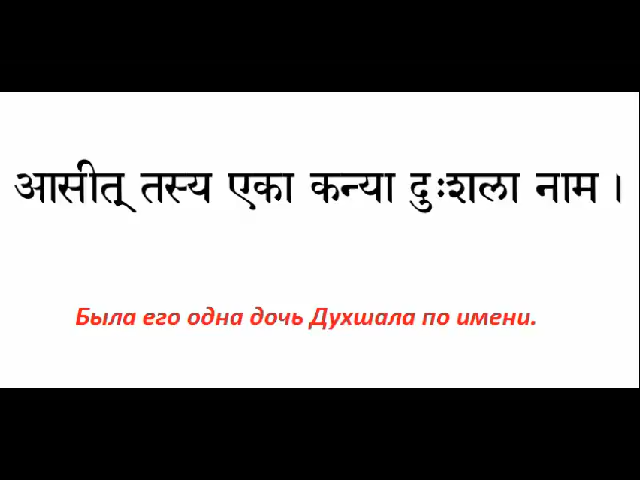 आसीत् तस्य एका कन्या दुःशला नाम ।
Была его одна дочь Духшала по имени.